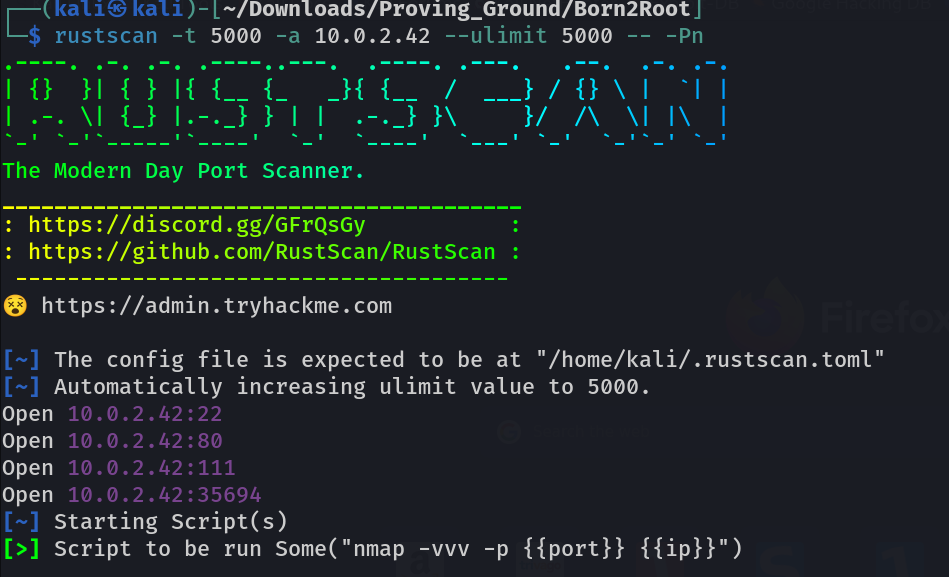 (kali㉿kali)-[~/Downloads/Proving_Ground/Born2Root]
$ rustscan -t 5000 -a 10.0.2.42 --ulimit 5000 -- -Pn
.----. .-. .-. .----..---.  .----. .---.   .--.  .-. .-.
| {}  }| { } |{ {__ {_   _}{ {__  /  ___} / {} \ |  `| |
| .-. \| {_} |.-._} } | |  .-._} }\     }/  /\  \| |\  |
`-' `-'`-----'`----'  `-'  `----'  `---' `-'  `-'`-' `-'
The Modern Day Port Scanner.
________________________________________
: https://discord.gg/GFrQsGy           :
: https://github.com/RustScan/RustScan :
 --------------------------------------
😵 https://admin.tryhackme.com
[~] The config file is expected to be at "/home/kali/.rustscan.toml"
[~] Automatically increasing ulimit value to 5000.
Open 10.0.2.42:22
Open 10.0.2.42:80
Open 10.0.2.42:111
Open 10.0.2.42:35694
[~] Starting Script(s)
[>] Script to be run Some("nmap -vvv -p {{port}} {{ip}}")
Firefox